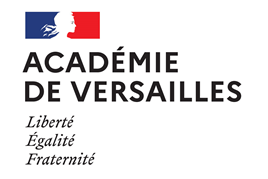 ACADÉMIE
DE VERSAILLES
Liberté
Égalité
Fraternité